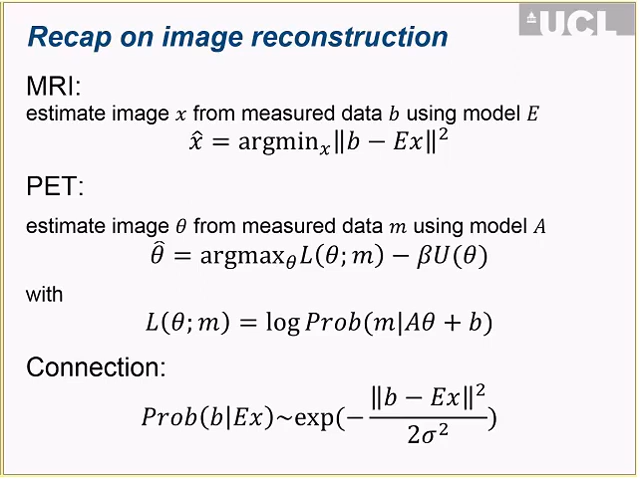 UCL
Recap on image reconstruction
MRI:
estimate image x from measured data b using model E
x̂ = argminₓ‖b − Ex‖²
PET:
estimate image θ from measured data m using model A
θ̂ = argmax_θ L(θ; m) − βU(θ)
with
L(θ; m) = log Prob(m|Aθ + b)
Connection:
Prob(b|Ex)~exp(−‖b − Ex‖²/2σ²)